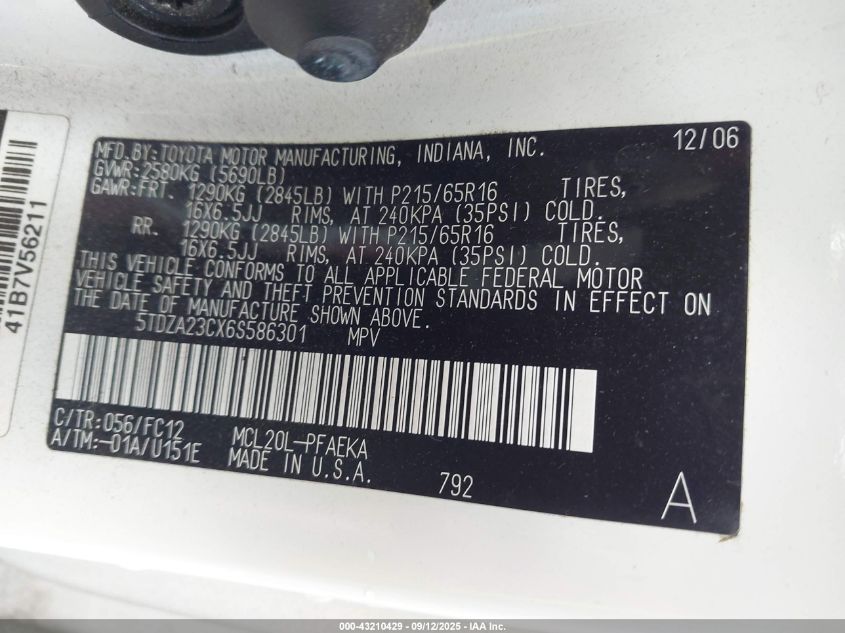 MFD. BY: TOYOTA MOTOR MANUFACTURING, INDIANA, INC. 12/06
GVWR: 2580KG (5690LB)
GAWR: FRT. 1290KG (2845LB) WITH P215/65R16 TIRES,
16X6.5JJ RIMS, AT 240KPA (35PSI) COLD.
RR. 1290KG (2845LB) WITH P215/65R16 TIRES,
16X6.5JJ RIMS, AT 240KPA (35PSI) COLD.
THIS VEHICLE CONFORMS TO ALL APPLICABLE FEDERAL MOTOR
VEHICLE SAFETY AND THEFT PREVENTION STANDARDS IN EFFECT ON
THE DATE OF MANUFACTURE SHOWN ABOVE.
5TDZA23CX6S586301 MPV
C/TR: 056/FC12 MCL20L-PFAEKA
A/TM: -01A/U151E MADE IN U.S.A. 792 A
41B7V56211
000-43210429 - 09/12/2025 - IAA Inc.